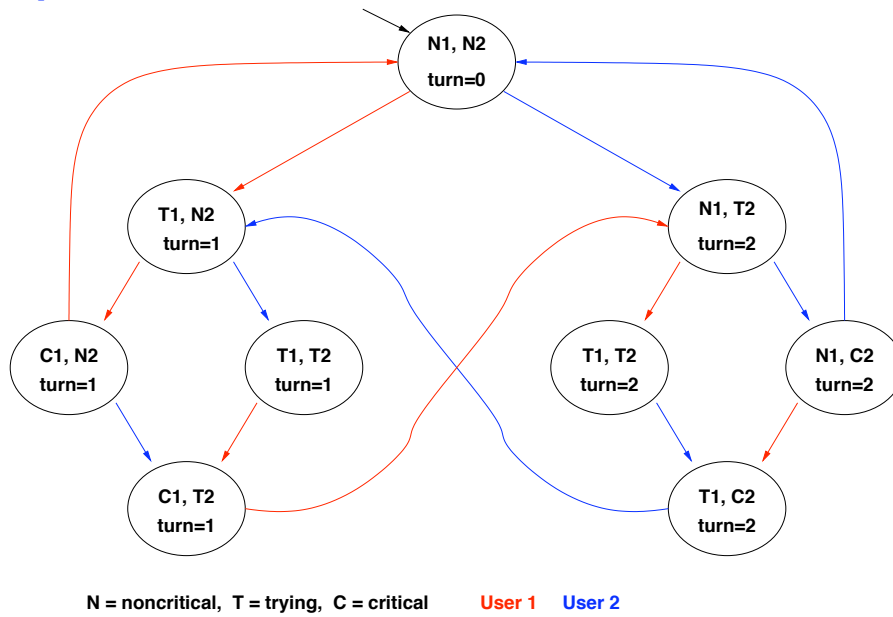 N1, N2
turn=0
T1, N2
turn=1
N1, T2
turn=2
C1, N2
turn=1
T1, T2
turn=1
T1, T2
turn=2
N1, C2
turn=2
C1, T2
turn=1
T1, C2
turn=2
N = noncritical, T = trying, C = critical User 1 User 2